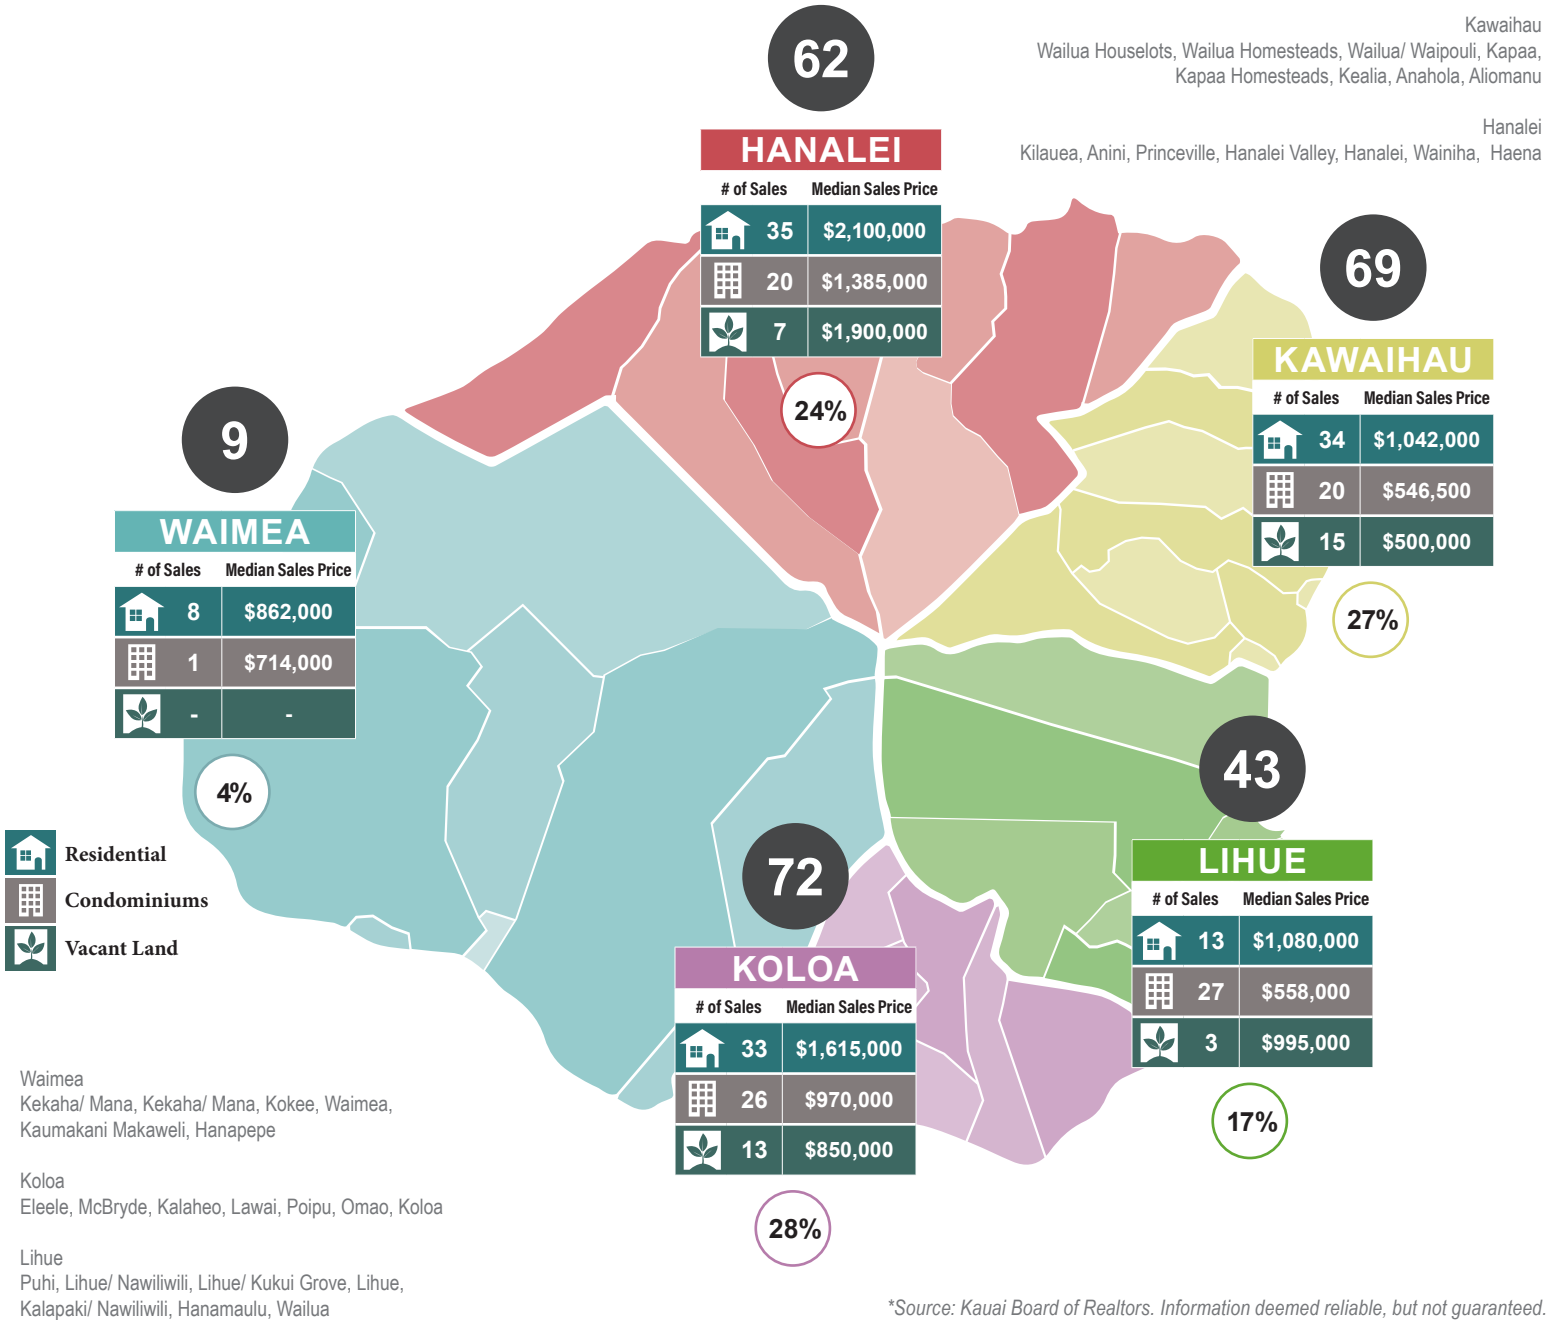 62
Kawaihau
Wailua Houselots, Wailua Homesteads, Wailua/ Waipouli, Kapaa,
Kapaa Homesteads, Kealia, Anahola, Aliomanu
Hanalei
Kilauea, Anini, Princeville, Hanalei Valley, Hanalei, Wainiha, Haena
HANALEI
# of Sales Median Sales Price
35 $2,100,000
20 $1,385,000
7 $1,900,000
24%
69
KAWAIHAU
# of Sales Median Sales Price
34 $1,042,000
20 $546,500
15 $500,000
27%
9
WAIMEA
# of Sales Median Sales Price
8 $862,000
1 $714,000
- -
4%
43
LIHUE
# of Sales Median Sales Price
13 $1,080,000
27 $558,000
3 $995,000
17%
72
KOLOA
# of Sales Median Sales Price
33 $1,615,000
26 $970,000
13 $850,000
28%
Residential
Condominiums
Vacant Land
Waimea
Kekaha/ Mana, Kekaha/ Mana, Kokee, Waimea,
Kaumakani Makaweli, Hanapepe
Koloa
Eleele, McBryde, Kalaheo, Lawai, Poipu, Omao, Koloa
Lihue
Puhi, Lihue/ Nawiliwili, Lihue/ Kukui Grove, Lihue,
Kalapaki/ Nawiliwili, Hanamaulu, Wailua
*Source: Kauai Board of Realtors. Information deemed reliable, but not guaranteed.